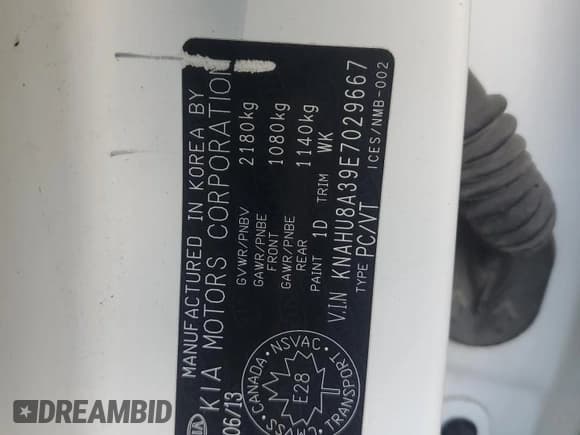 MANUFACTURED IN KOREA BY
KIA MOTORS CORPORATION
06/13
GVWR/PNBV 2180kg
GAWR/PNBE FRONT 1080kg
GAWR/PNBE REAR 1140kg
PAINT 1D TRIM WK
V.I.N KNAHU8A39E7029667
TYPE PC/VT
ICES/NMB-002
CANADA · NSVAC ·
TRANSPORT
E28
DREAMBID